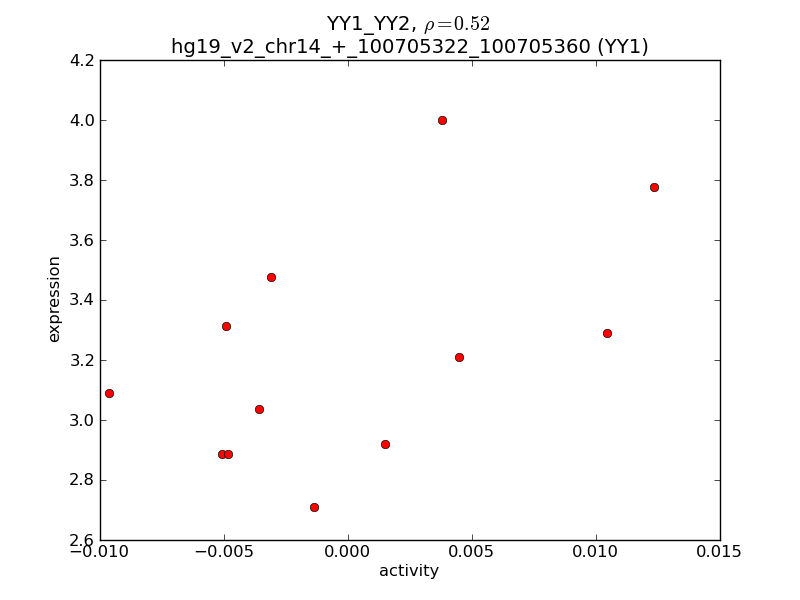 YY1_YY2, ρ=0.52
hg19_v2_chr14_+_100705322_100705360 (YY1)
4.2
4.0
3.8
3.6
3.4
3.2
3.0
2.8
2.6
expression
−0.010 −0.005 0.000 0.005 0.010 0.015
activity